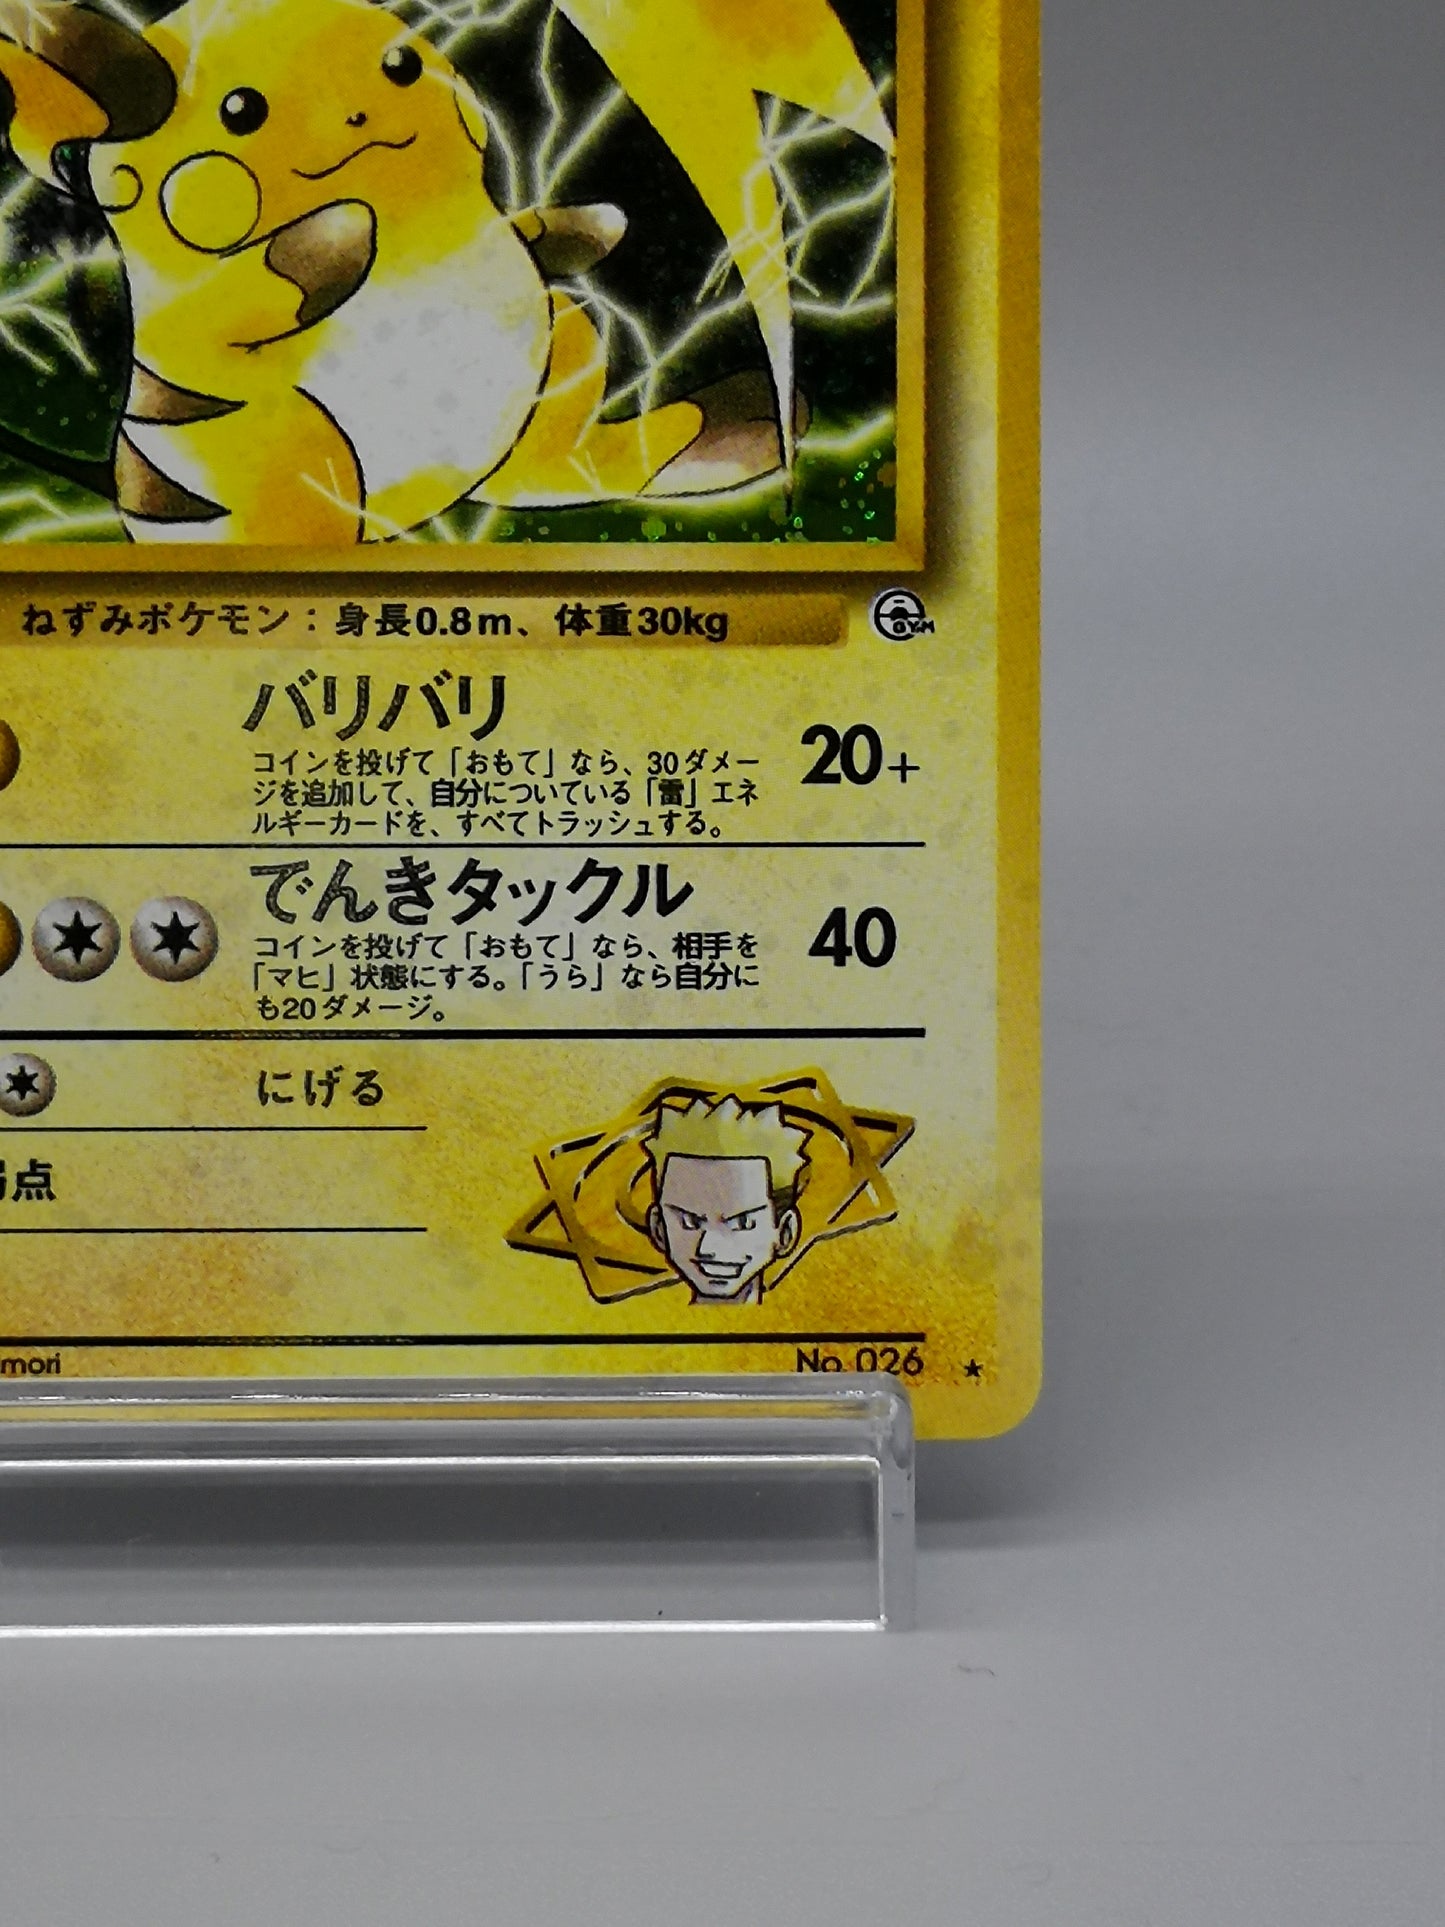 ねずみポケモン：身長0.8m、体重30kg
GYM
バリバリ
20+
コインを投げて「おもて」なら、30ダメー
ジを追加して、自分についている「雷」エネ
ルギーカードを、すべてトラッシュする。
でんきタックル
40
コインを投げて「おもて」なら、相手を
「マヒ」状態にする。「うら」なら自分に
も20ダメージ。
にげる
弱点
mori
No.026 ★